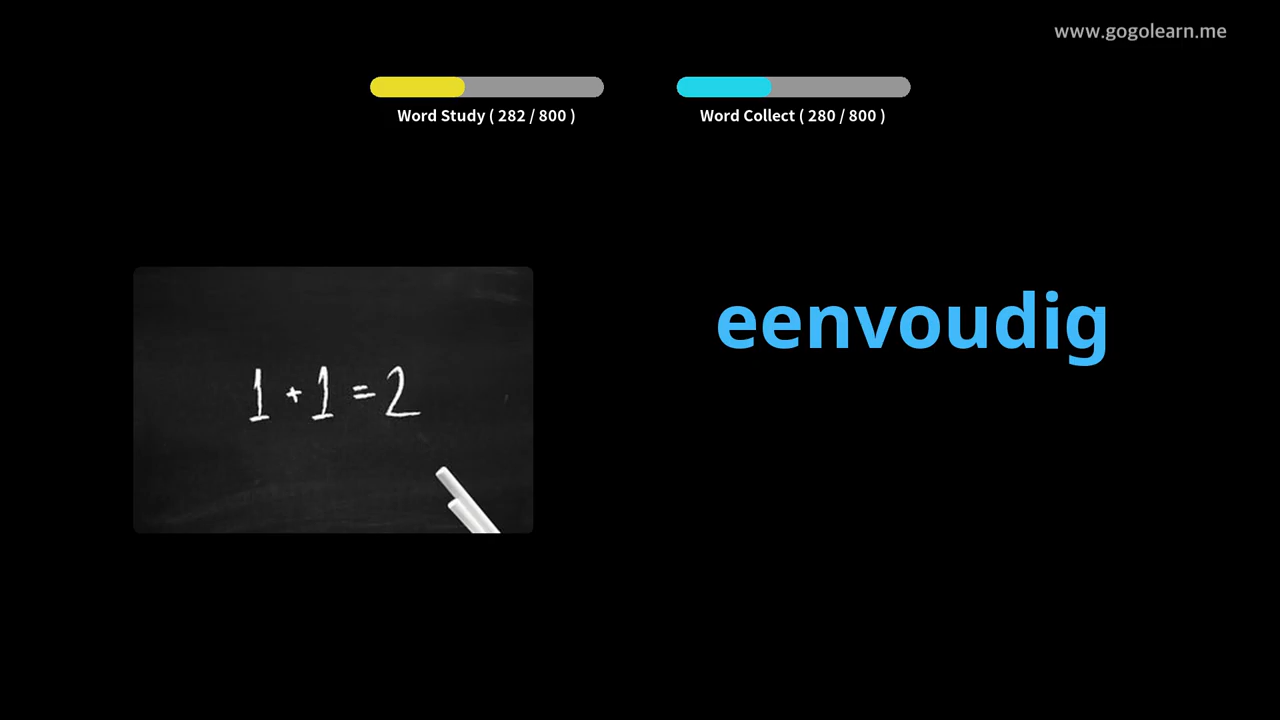 www.gogolearn.me
Word Study ( 282 / 800 )
Word Collect ( 280 / 800 )
eenvoudig
1 + 1 = 2